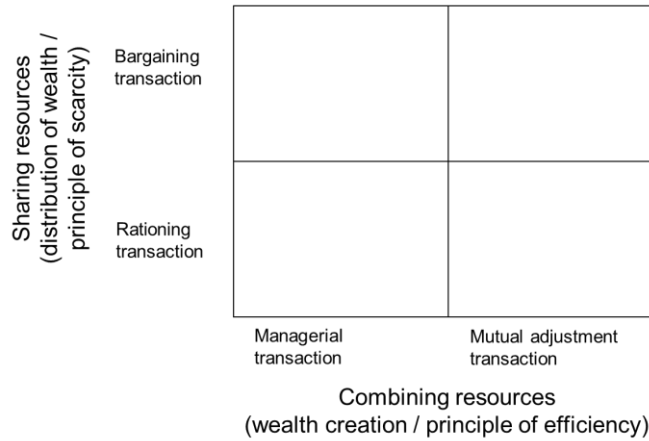 Sharing resources
(distribution of wealth /
principle of scarcity)
Bargaining
transaction
Rationing
transaction
Managerial
transaction
Mutual adjustment
transaction
Combining resources
(wealth creation / principle of efficiency)